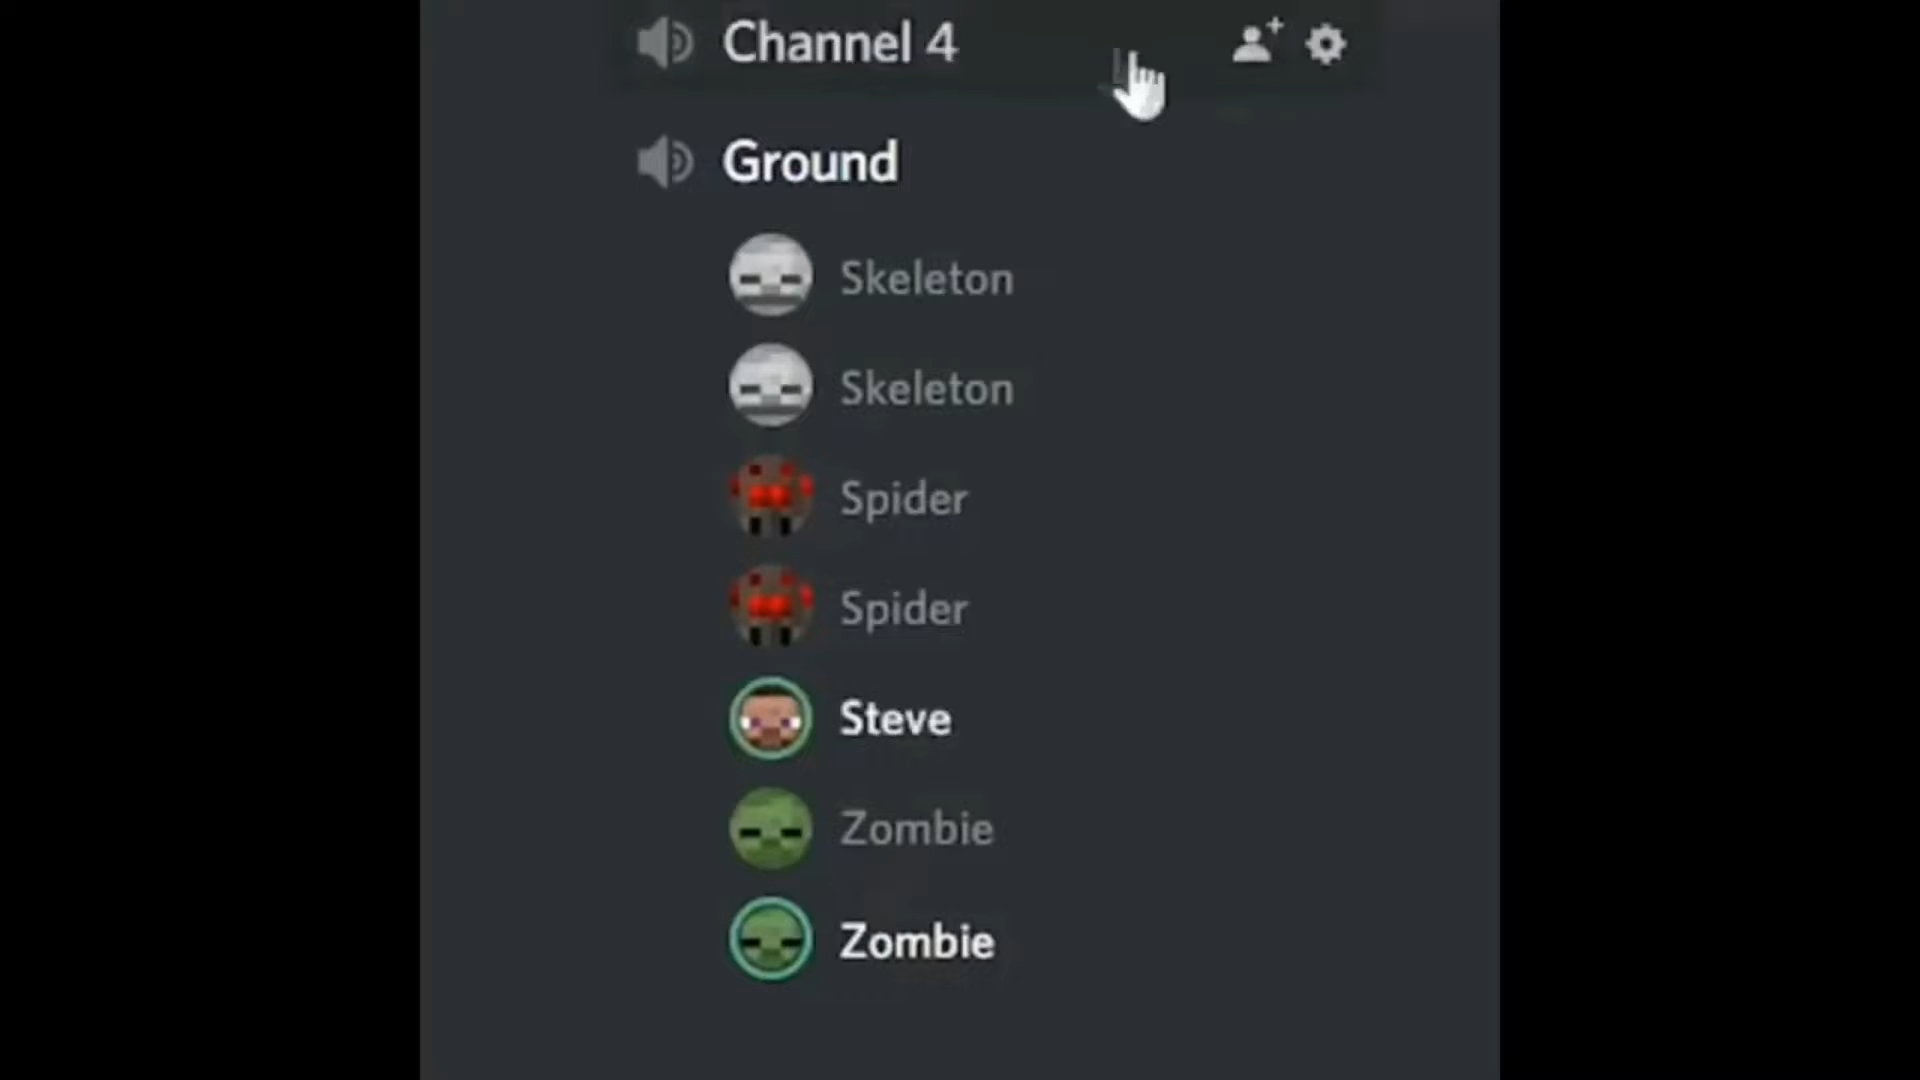 Channel 4
Ground
Skeleton
Skeleton
Spider
Spider
Steve
Zombie
Zombie